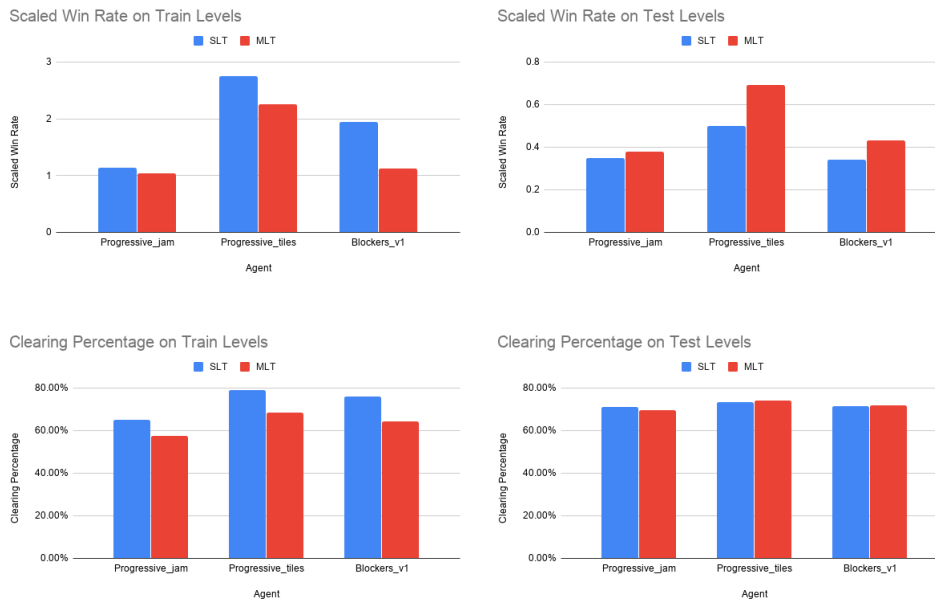 Scaled Win Rate on Train Levels
SLT MLT
3
2
1
0
Scaled Win Rate
Progressive_jam Progressive_tiles Blockers_v1
Agent
Scaled Win Rate on Test Levels
SLT MLT
0.8
0.6
0.4
0.2
0.0
Scaled Win Rate
Progressive_jam Progressive_tiles Blockers_v1
Agent
Clearing Percentage on Train Levels
SLT MLT
80.00%
60.00%
40.00%
20.00%
0.00%
Clearing Percentage
Progressive_jam Progressive_tiles Blockers_v1
Agent
Clearing Percentage on Test Levels
SLT MLT
80.00%
60.00%
40.00%
20.00%
0.00%
Clearing Percentage
Progressive_jam Progressive_tiles Blockers_v1
Agent